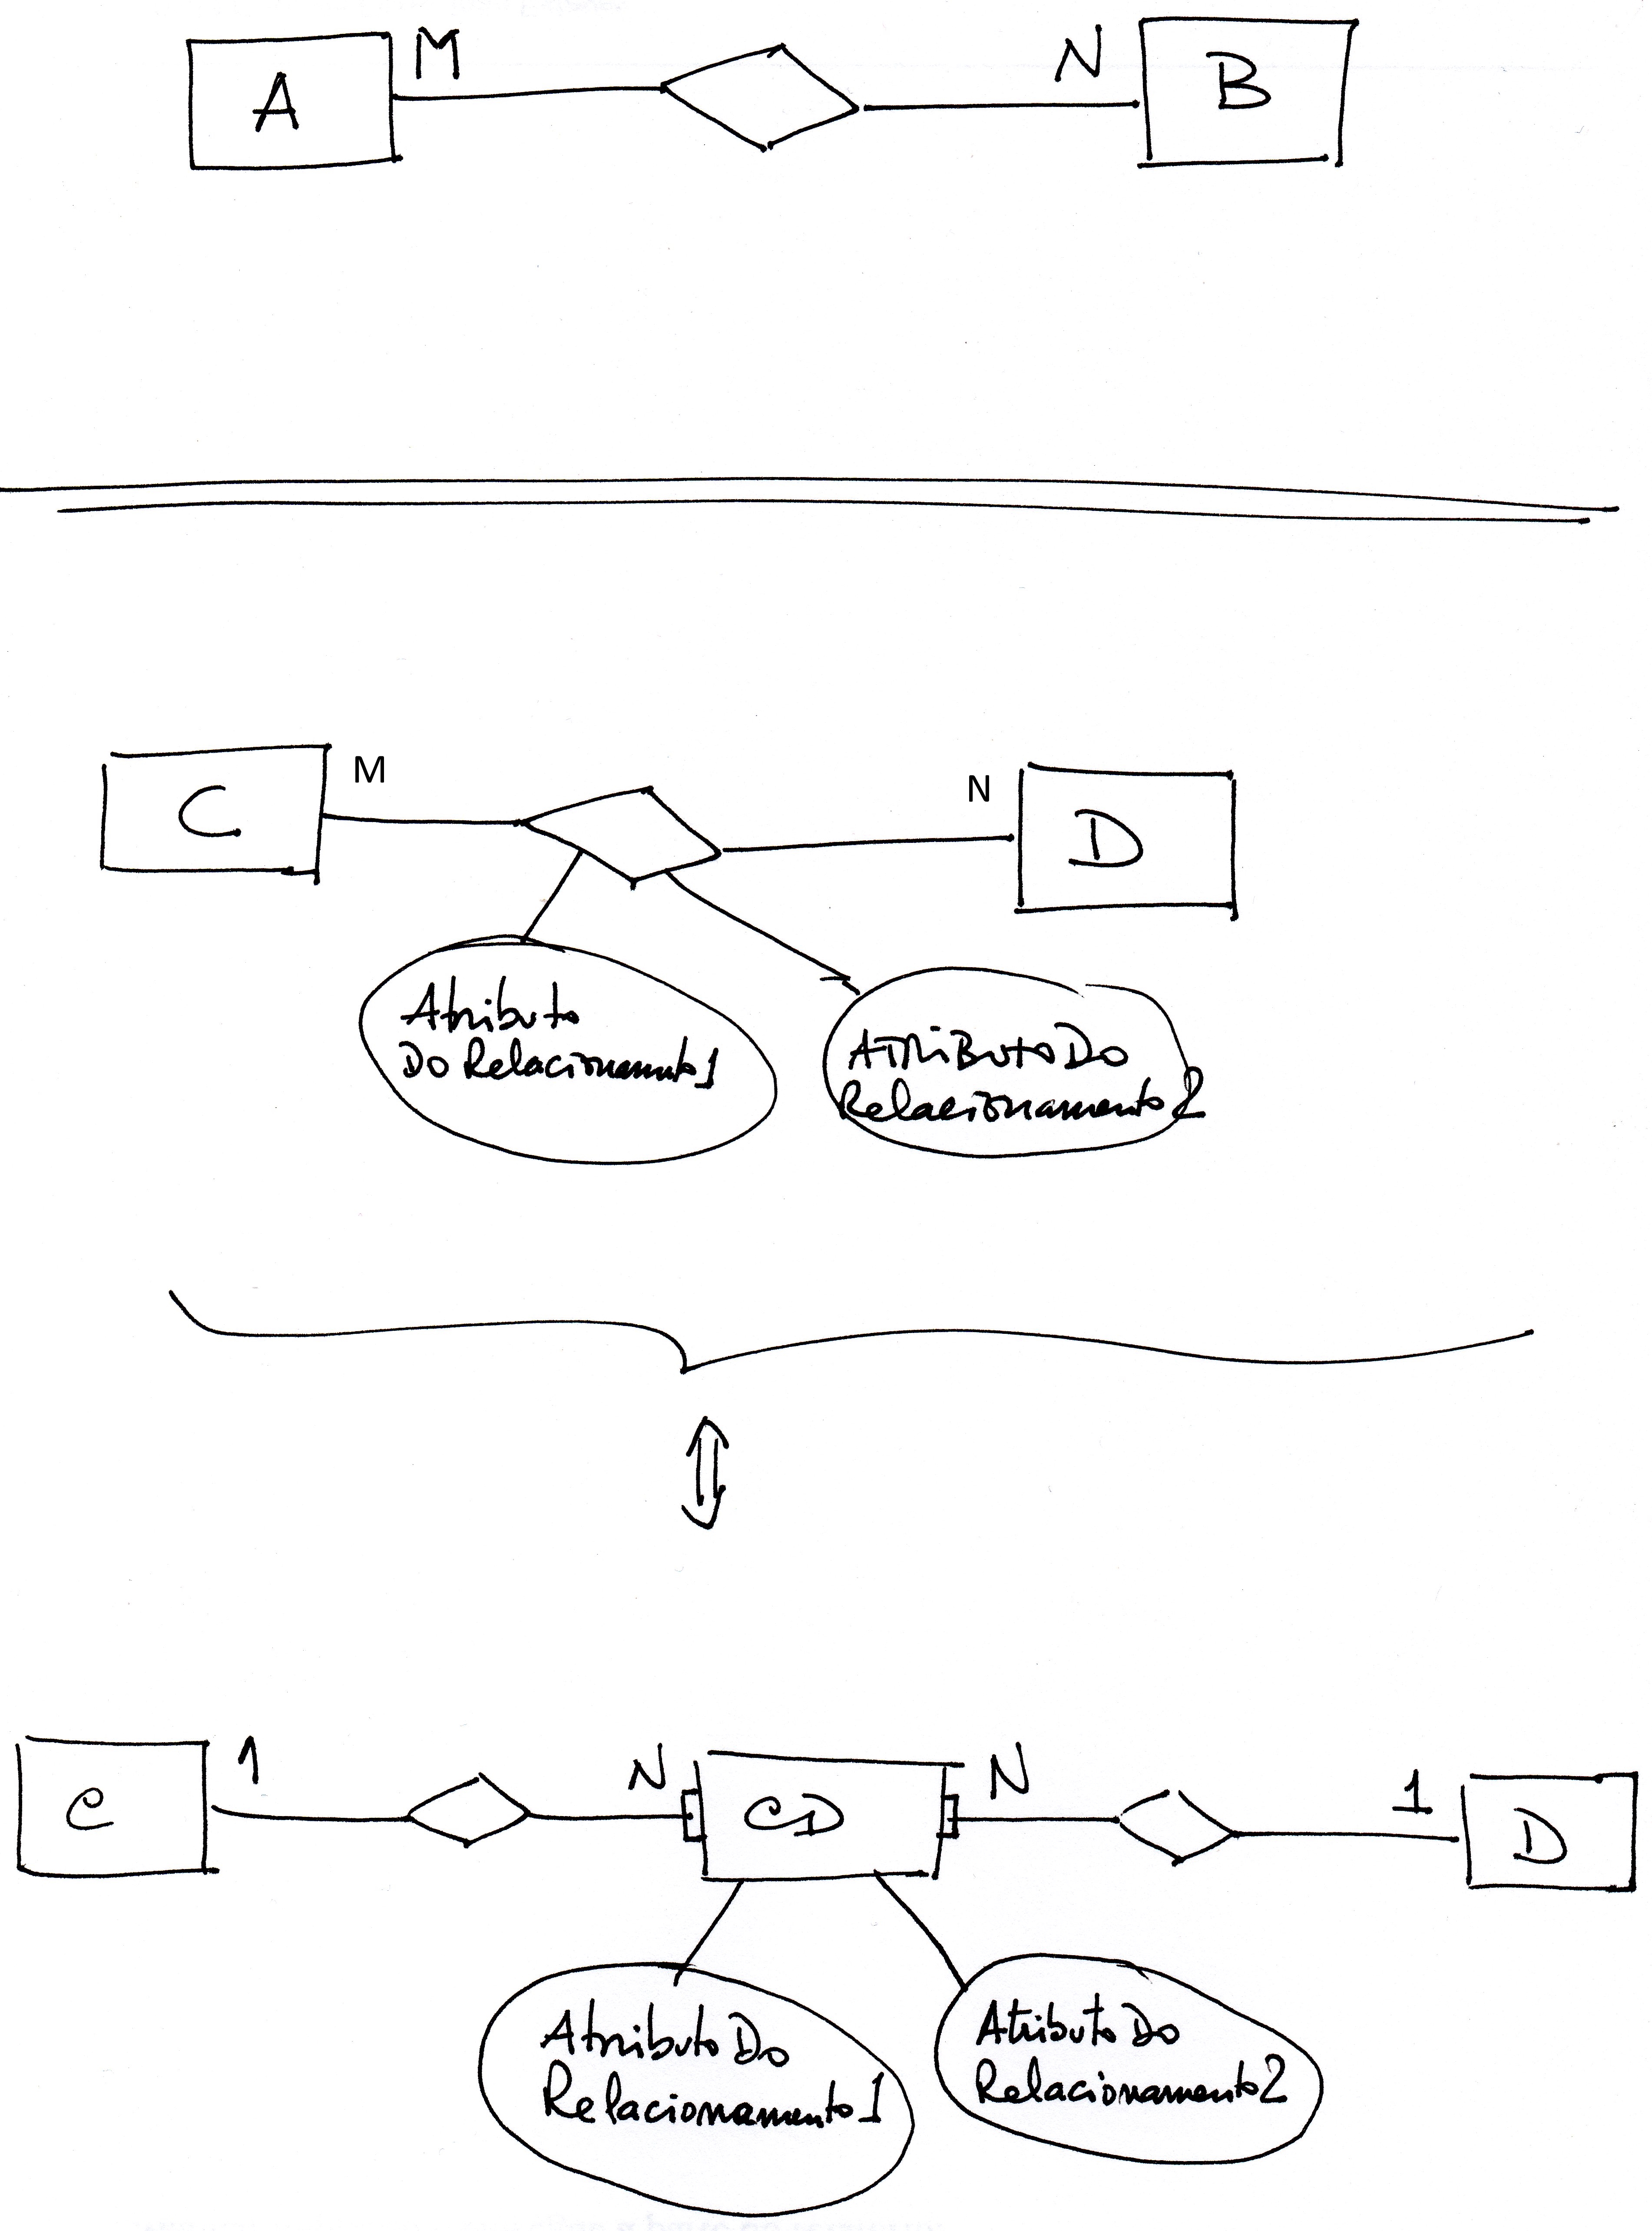 A
M
N
B
C
M
N
D
Atributo
Do Relacionamento1
AtRiButo Do
Relacionamento2
C
1
N
CD
N
1
D
Atributo Do
Relacionamento1
Atributo Do
Relacionamento2